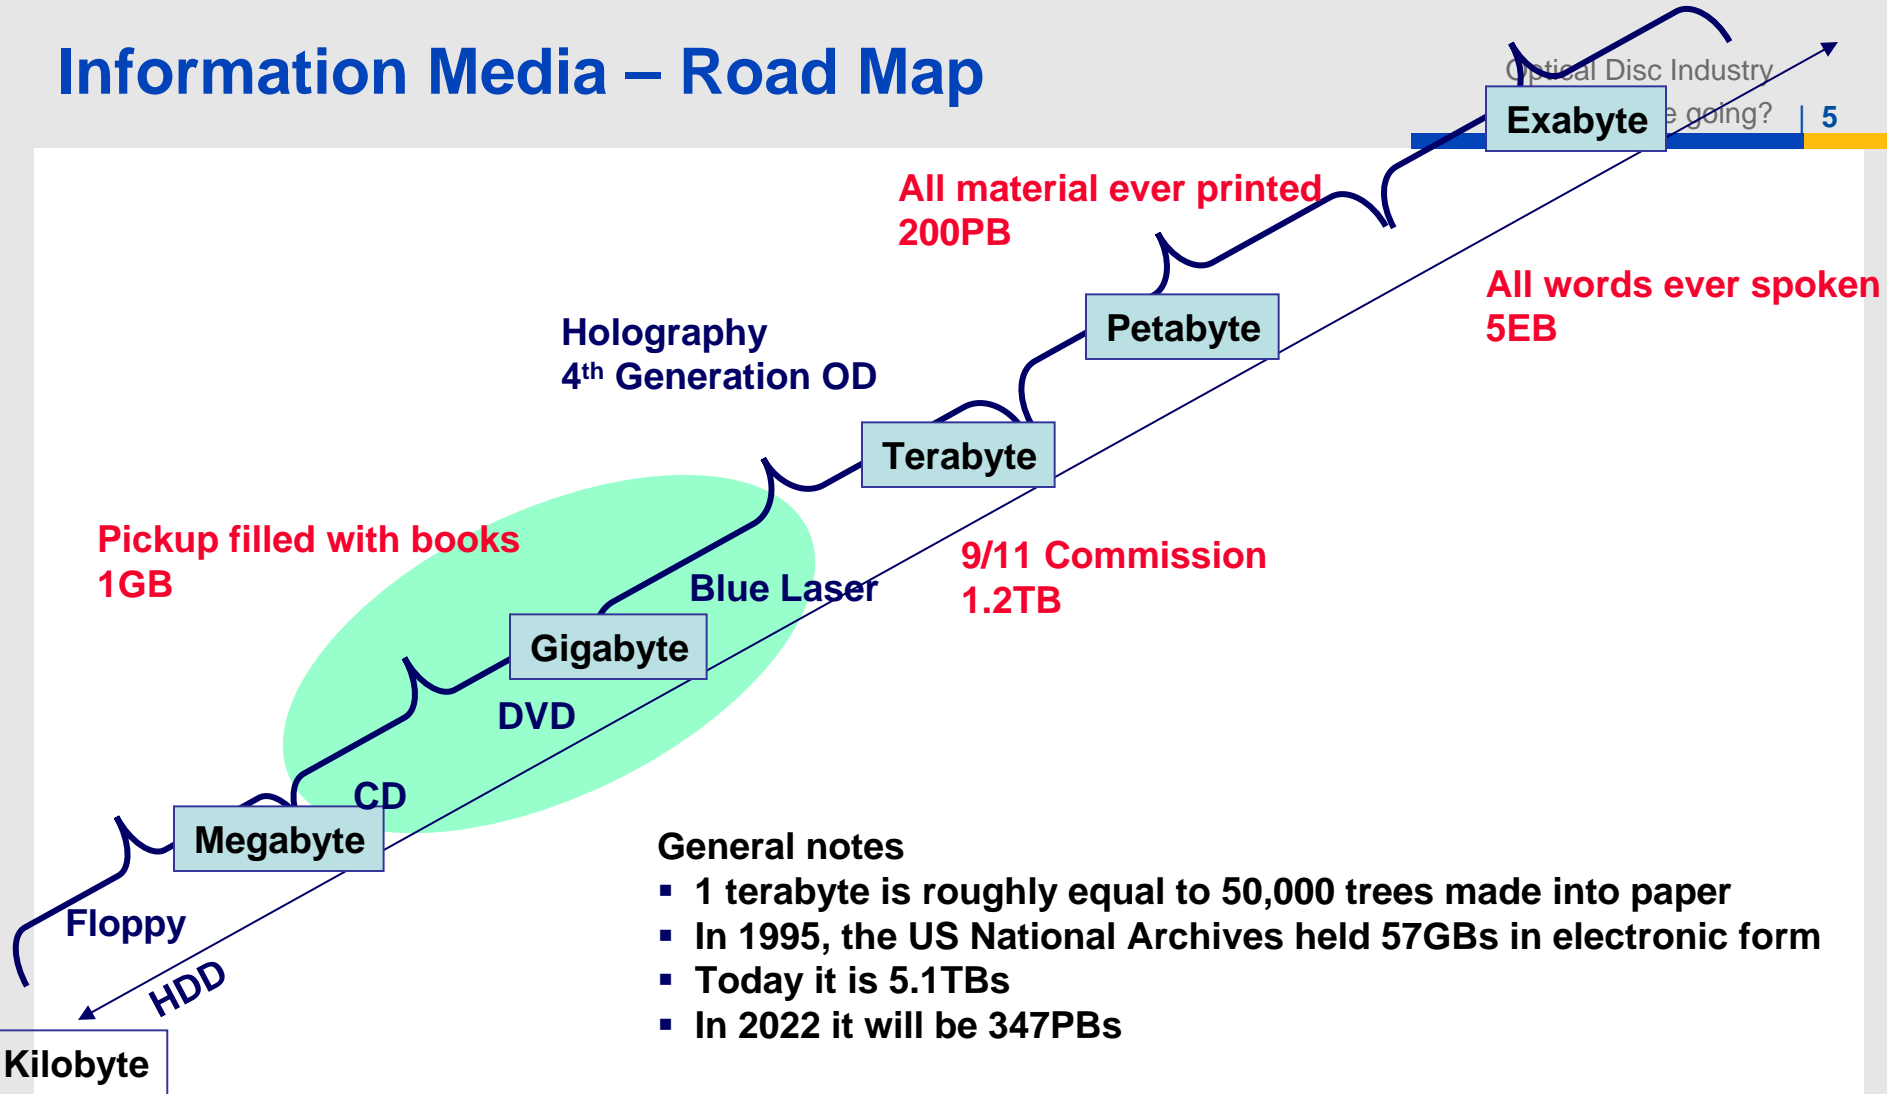 Information Media – Road Map
Optical Disc Industry
e going?
5
Exabyte
All material ever printed
200PB
All words ever spoken
5EB
Petabyte
Holography
4th Generation OD
Terabyte
Pickup filled with books
1GB
9/11 Commission
1.2TB
Blue Laser
Gigabyte
DVD
CD
Megabyte
Floppy
HDD
Kilobyte
General notes
▪ 1 terabyte is roughly equal to 50,000 trees made into paper
▪ In 1995, the US National Archives held 57GBs in electronic form
▪ Today it is 5.1TBs
▪ In 2022 it will be 347PBs